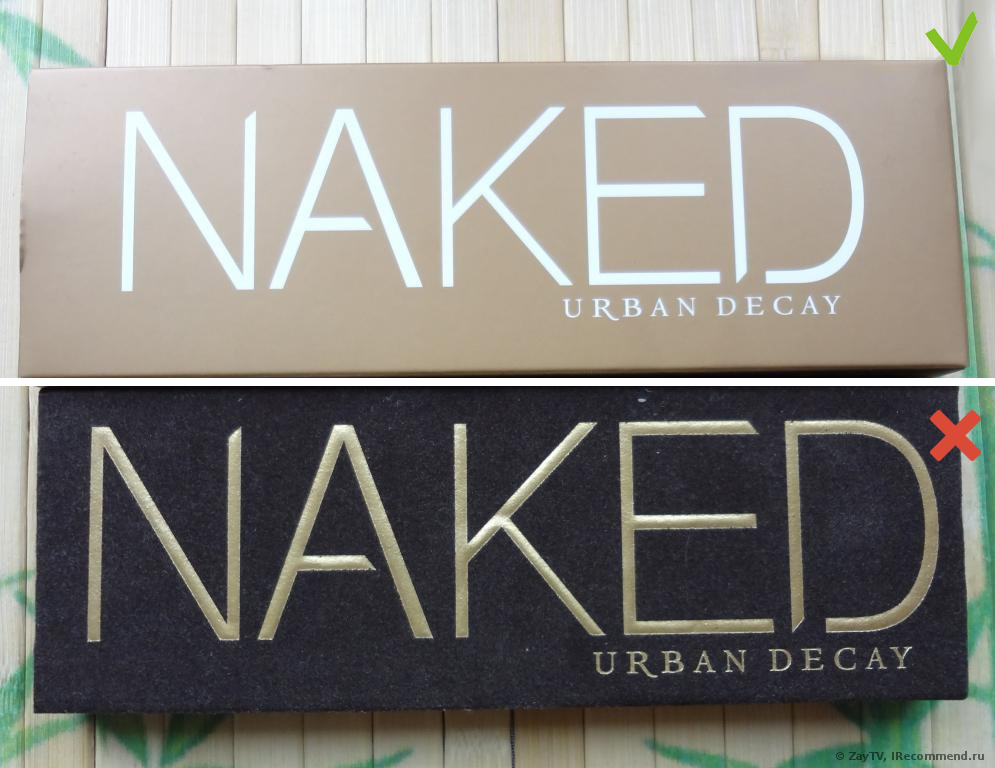 NAKED
URBAN DECAY
NAKED
URBAN DECAY
© ZayTV, IRecommend.ru